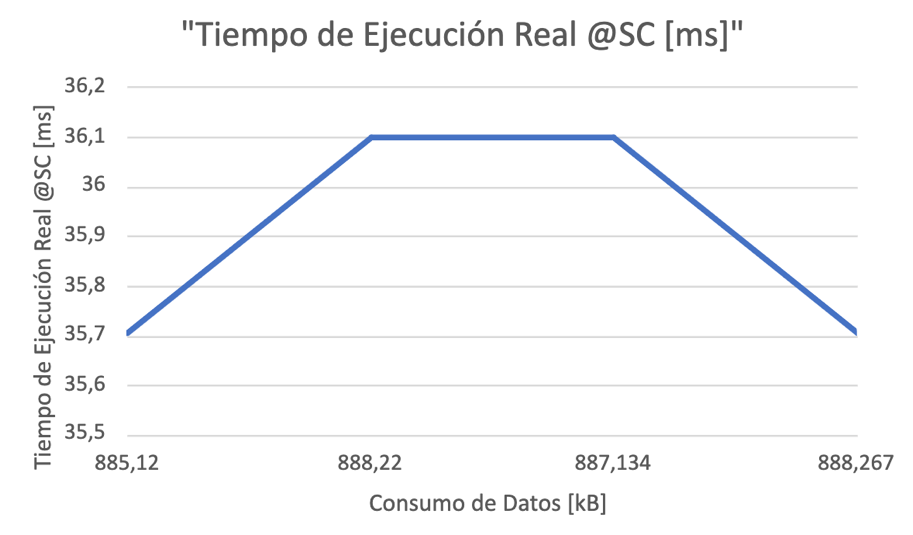 "Tiempo de Ejecución Real @SC [ms]"
Tiempo de Ejecución Real @SC [ms]
36,2
36,1
36
35,9
35,8
35,7
35,6
35,5
885,12 888,22 887,134 888,267
Consumo de Datos [kB]